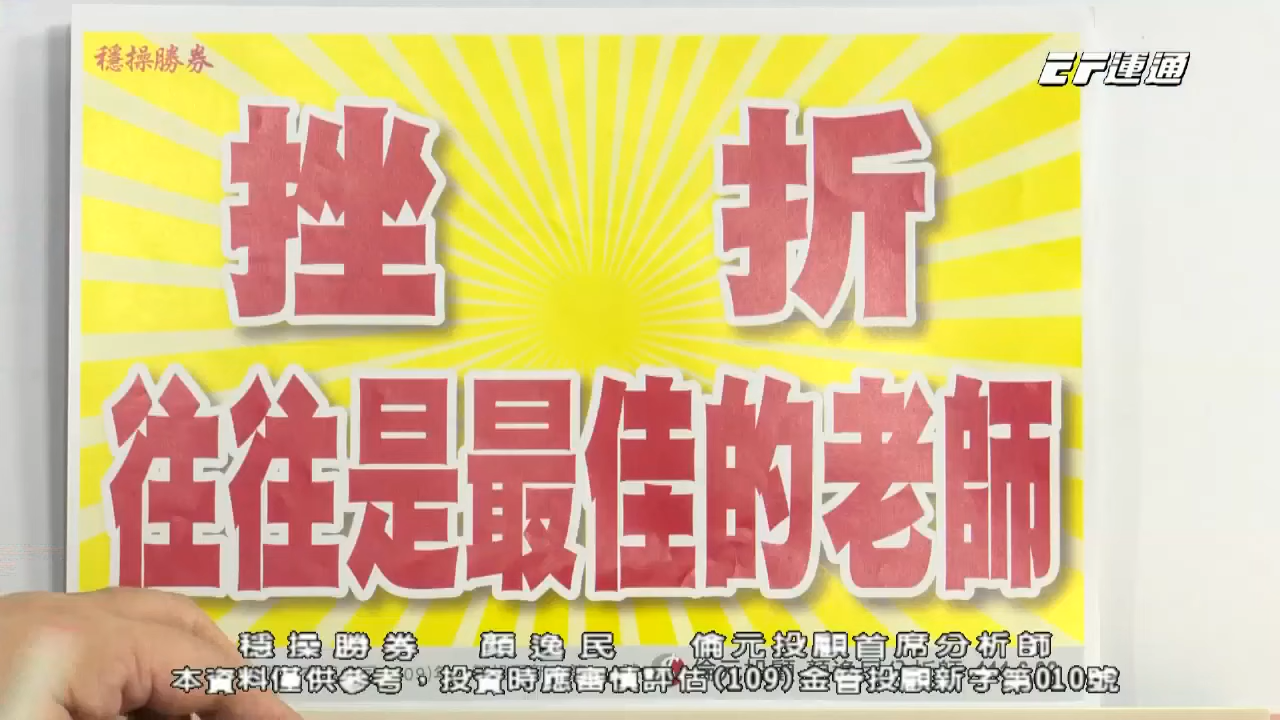 穩操勝券
EF運通
挫 折
往往是最佳的老師
穩操勝券 顏逸民 倫元投顧首席分析師
本資料僅供參考，投資時應審慎評估(109)金管投顧新字第010號